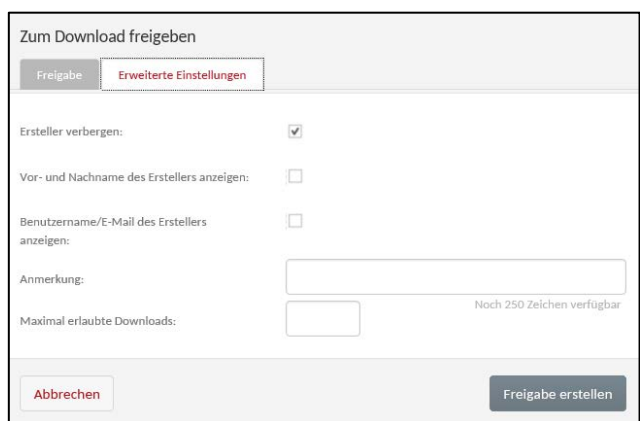 Zum Download freigeben
Freigabe
Erweiterte Einstellungen
Ersteller verbergen:
Vor- und Nachname des Erstellers anzeigen:
Benutzername/E-Mail des Erstellers
anzeigen:
Anmerkung:
Noch 250 Zeichen verfügbar
Maximal erlaubte Downloads:
Abbrechen
Freigabe erstellen